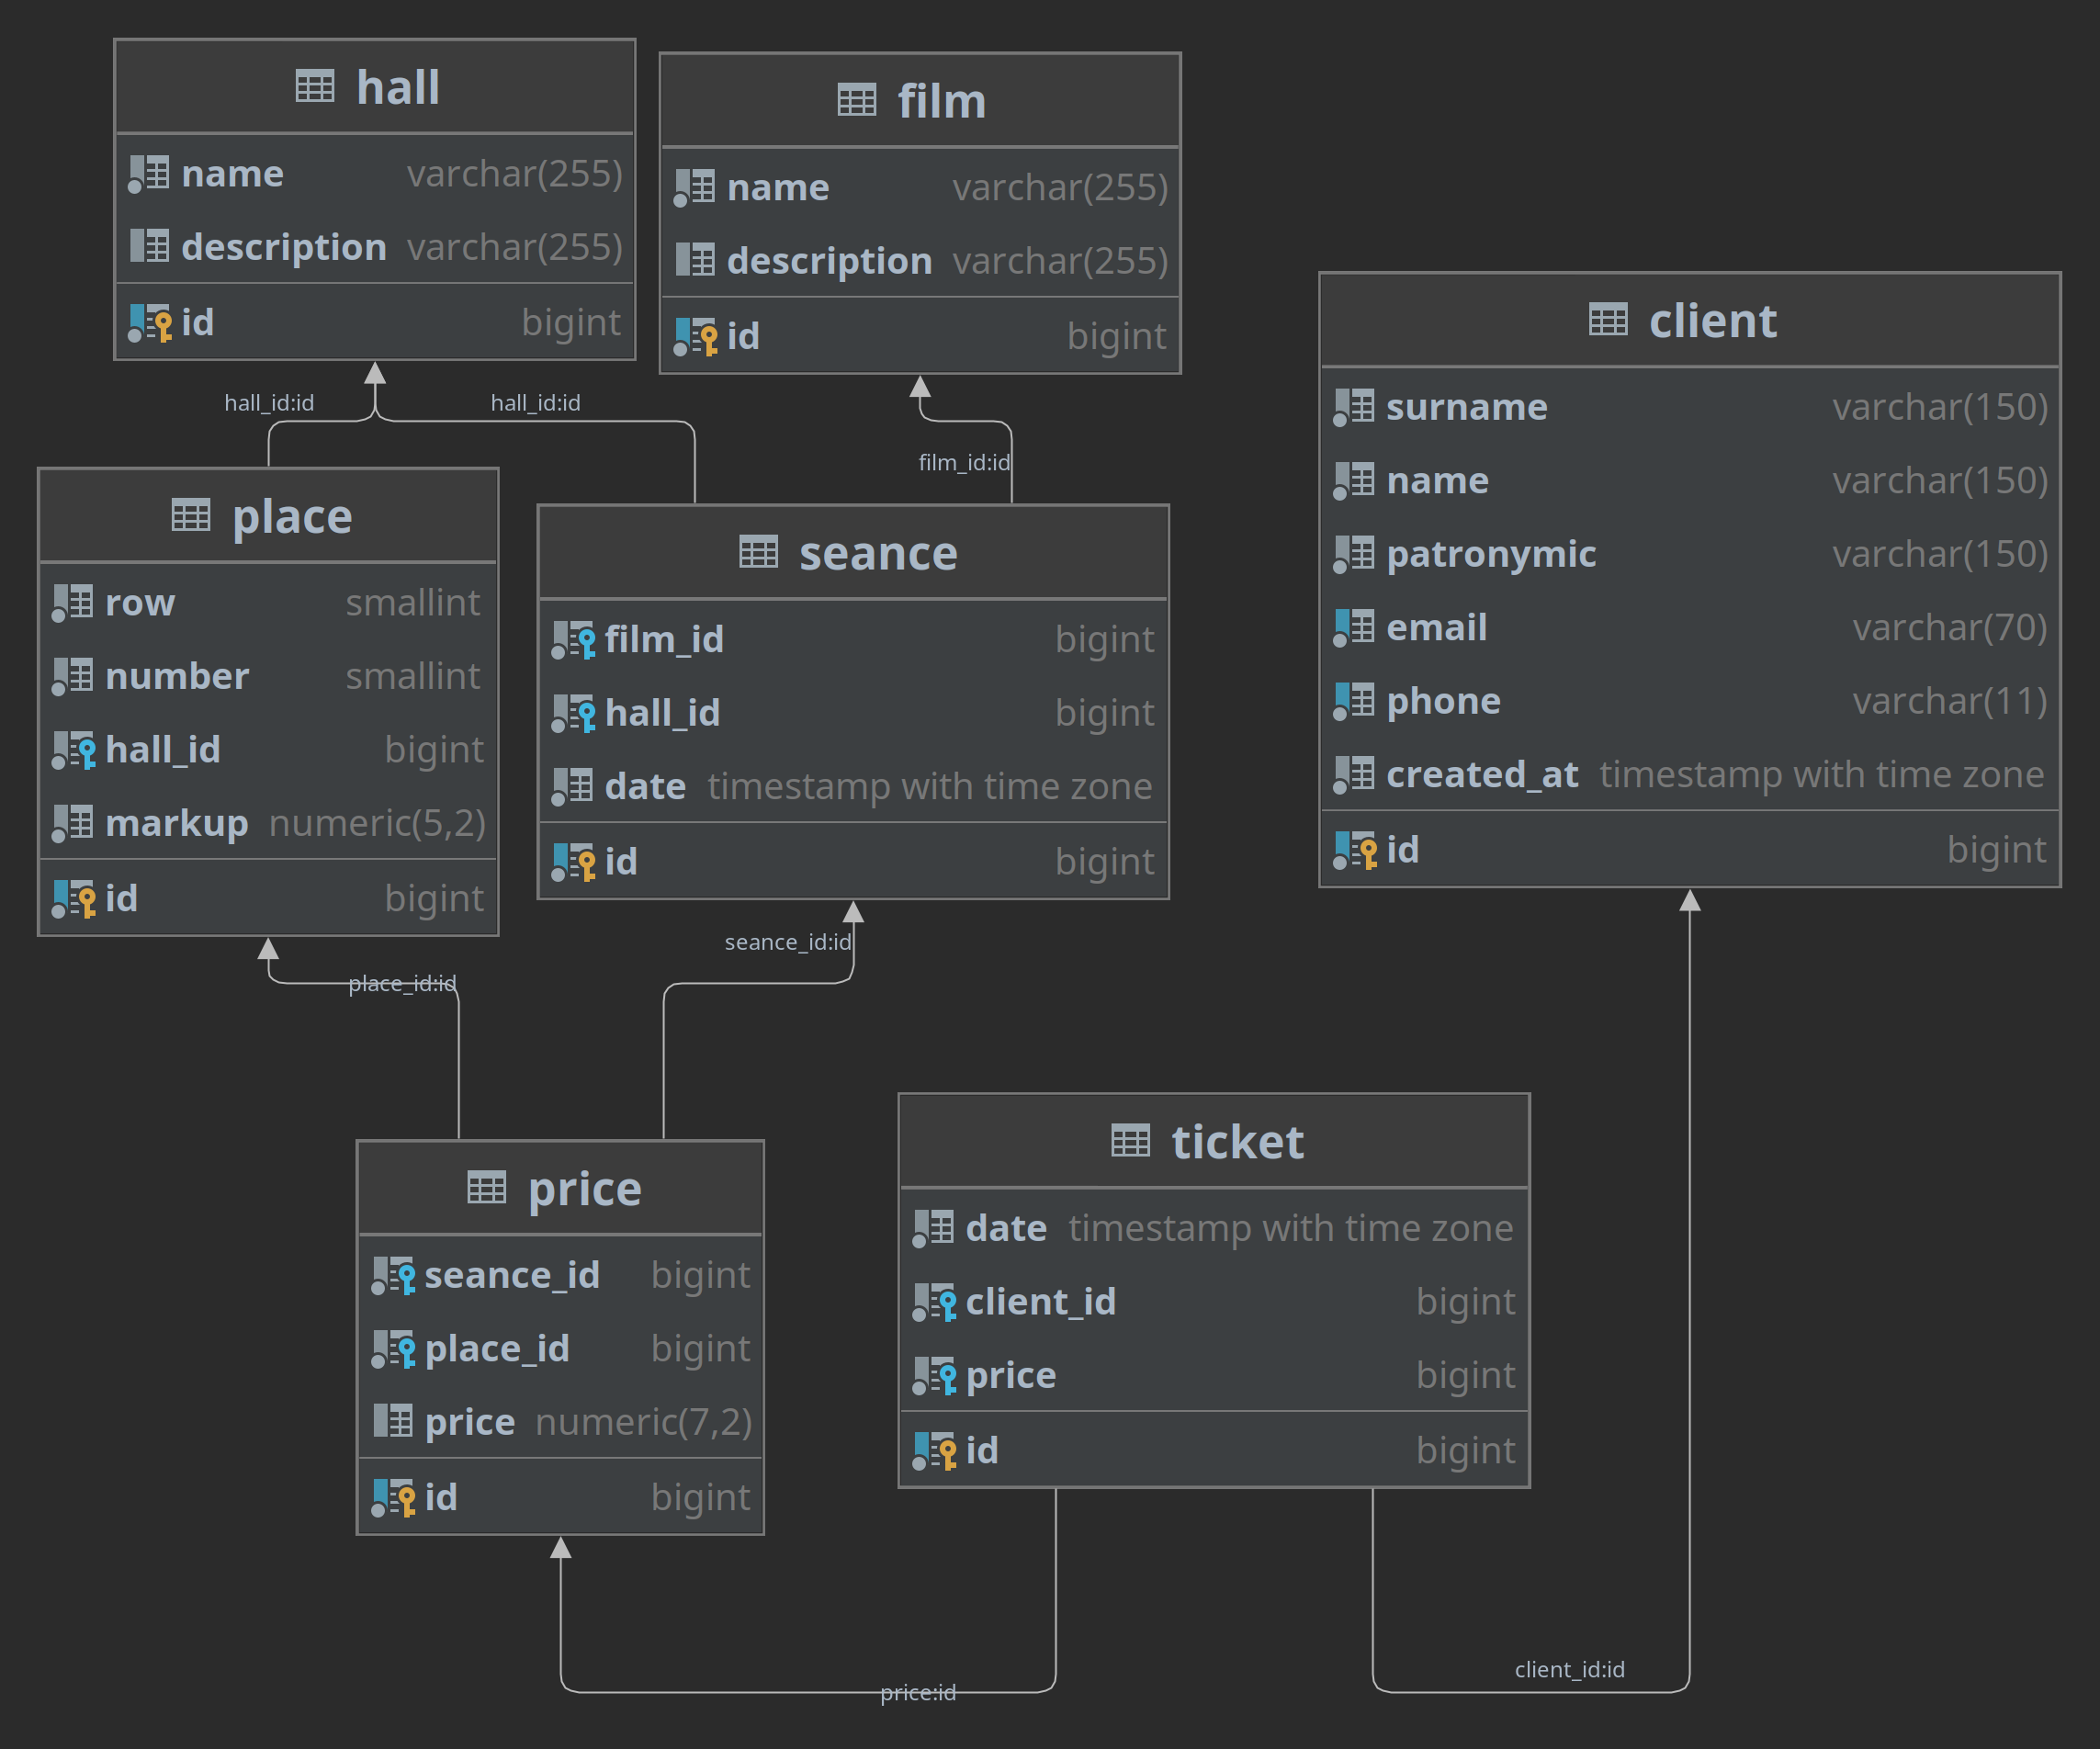 hall
name varchar(255)
description varchar(255)
id bigint
film
name varchar(255)
description varchar(255)
id bigint
client
surname varchar(150)
name varchar(150)
patronymic varchar(150)
email varchar(70)
phone varchar(11)
created_at timestamp with time zone
id bigint
hall_id:id
hall_id:id
film_id:id
place
row smallint
number smallint
hall_id bigint
markup numeric(5,2)
id bigint
seance
film_id bigint
hall_id bigint
date timestamp with time zone
id bigint
place_id:id
seance_id:id
price
seance_id bigint
place_id bigint
price numeric(7,2)
id bigint
ticket
date timestamp with time zone
client_id bigint
price bigint
id bigint
price:id
client_id:id